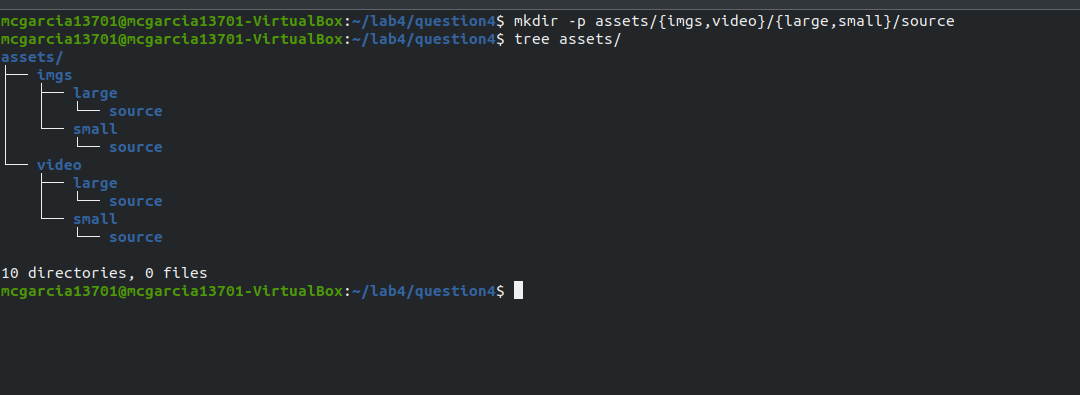 mcgarcia13701@mcgarcia13701-VirtualBox:~/lab4/question4$ mkdir -p assets/{imgs,video}/{large,small}/source
mcgarcia13701@mcgarcia13701-VirtualBox:~/lab4/question4$ tree assets/
assets/
├── imgs
│   ├── large
│   │   └── source
│   └── small
│       └── source
└── video
    ├── large
    │   └── source
    └── small
        └── source

10 directories, 0 files
mcgarcia13701@mcgarcia13701-VirtualBox:~/lab4/question4$